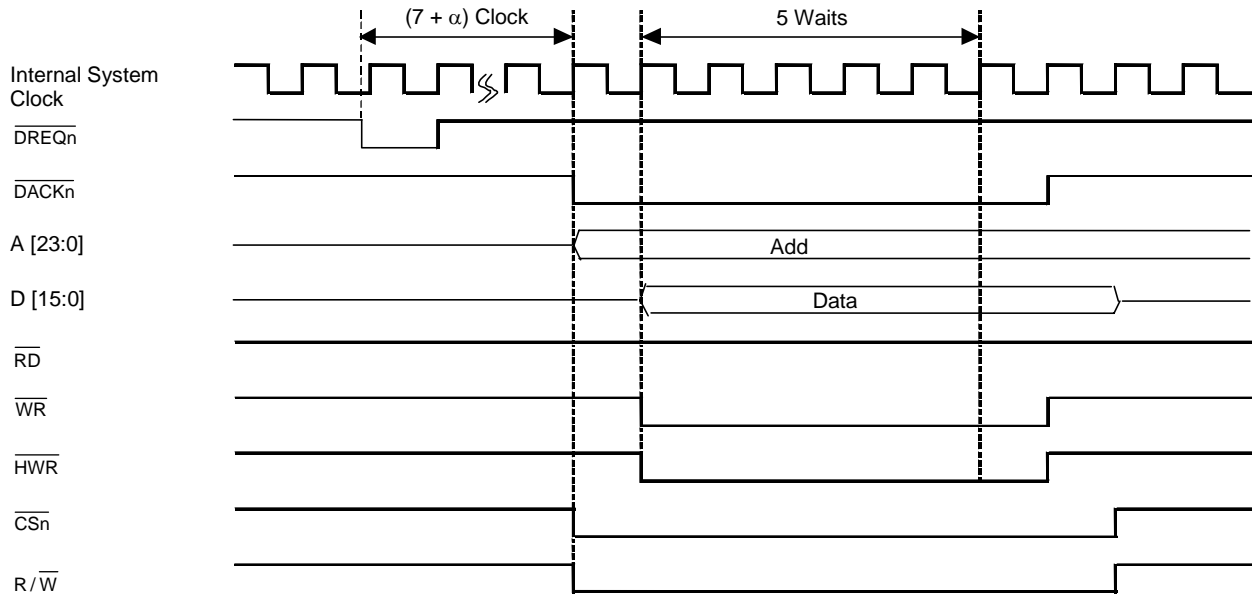 (7 + α) Clock
5 Waits
Internal System
Clock
DREQn
DACKn
A [23:0]
Add
D [15:0]
Data
RD
WR
HWR
CSn
R / W